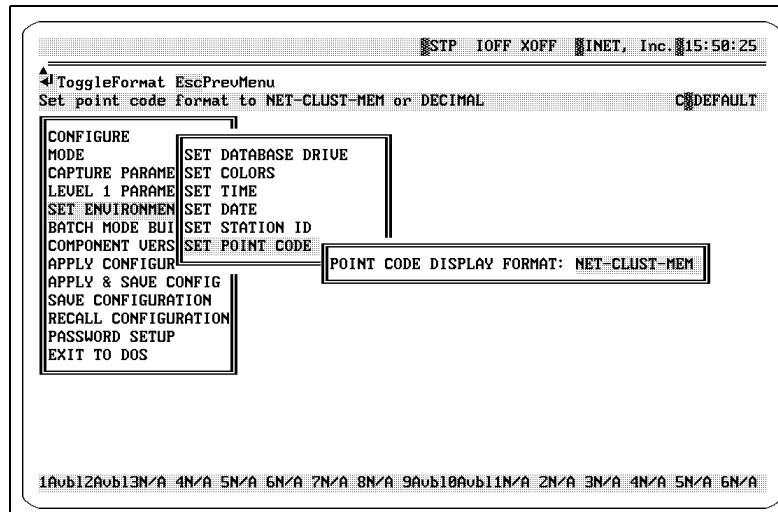 STP IOFF XOFF INET, Inc. 15:50:25
ToggleFormat EscPrevMenu
Set point code format to NET-CLUST-MEM or DECIMAL C DEFAULT
CONFIGURE
MODE SET DATABASE DRIVE
CAPTURE PARAME SET COLORS
LEVEL 1 PARAME SET TIME
SET ENVIRONMEN SET DATE
BATCH MODE BUI SET STATION ID
COMPONENT VERS SET POINT CODE
APPLY CONFIGUR POINT CODE DISPLAY FORMAT: NET-CLUST-MEM
APPLY & SAVE CONFIG
SAVE CONFIGURATION
RECALL CONFIGURATION
PASSWORD SETUP
EXIT TO DOS
1Avbl2Avbl3N/A 4N/A 5N/A 6N/A 7N/A 8N/A 9Avbl0Avbl1N/A 2N/A 3N/A 4N/A 5N/A 6N/A